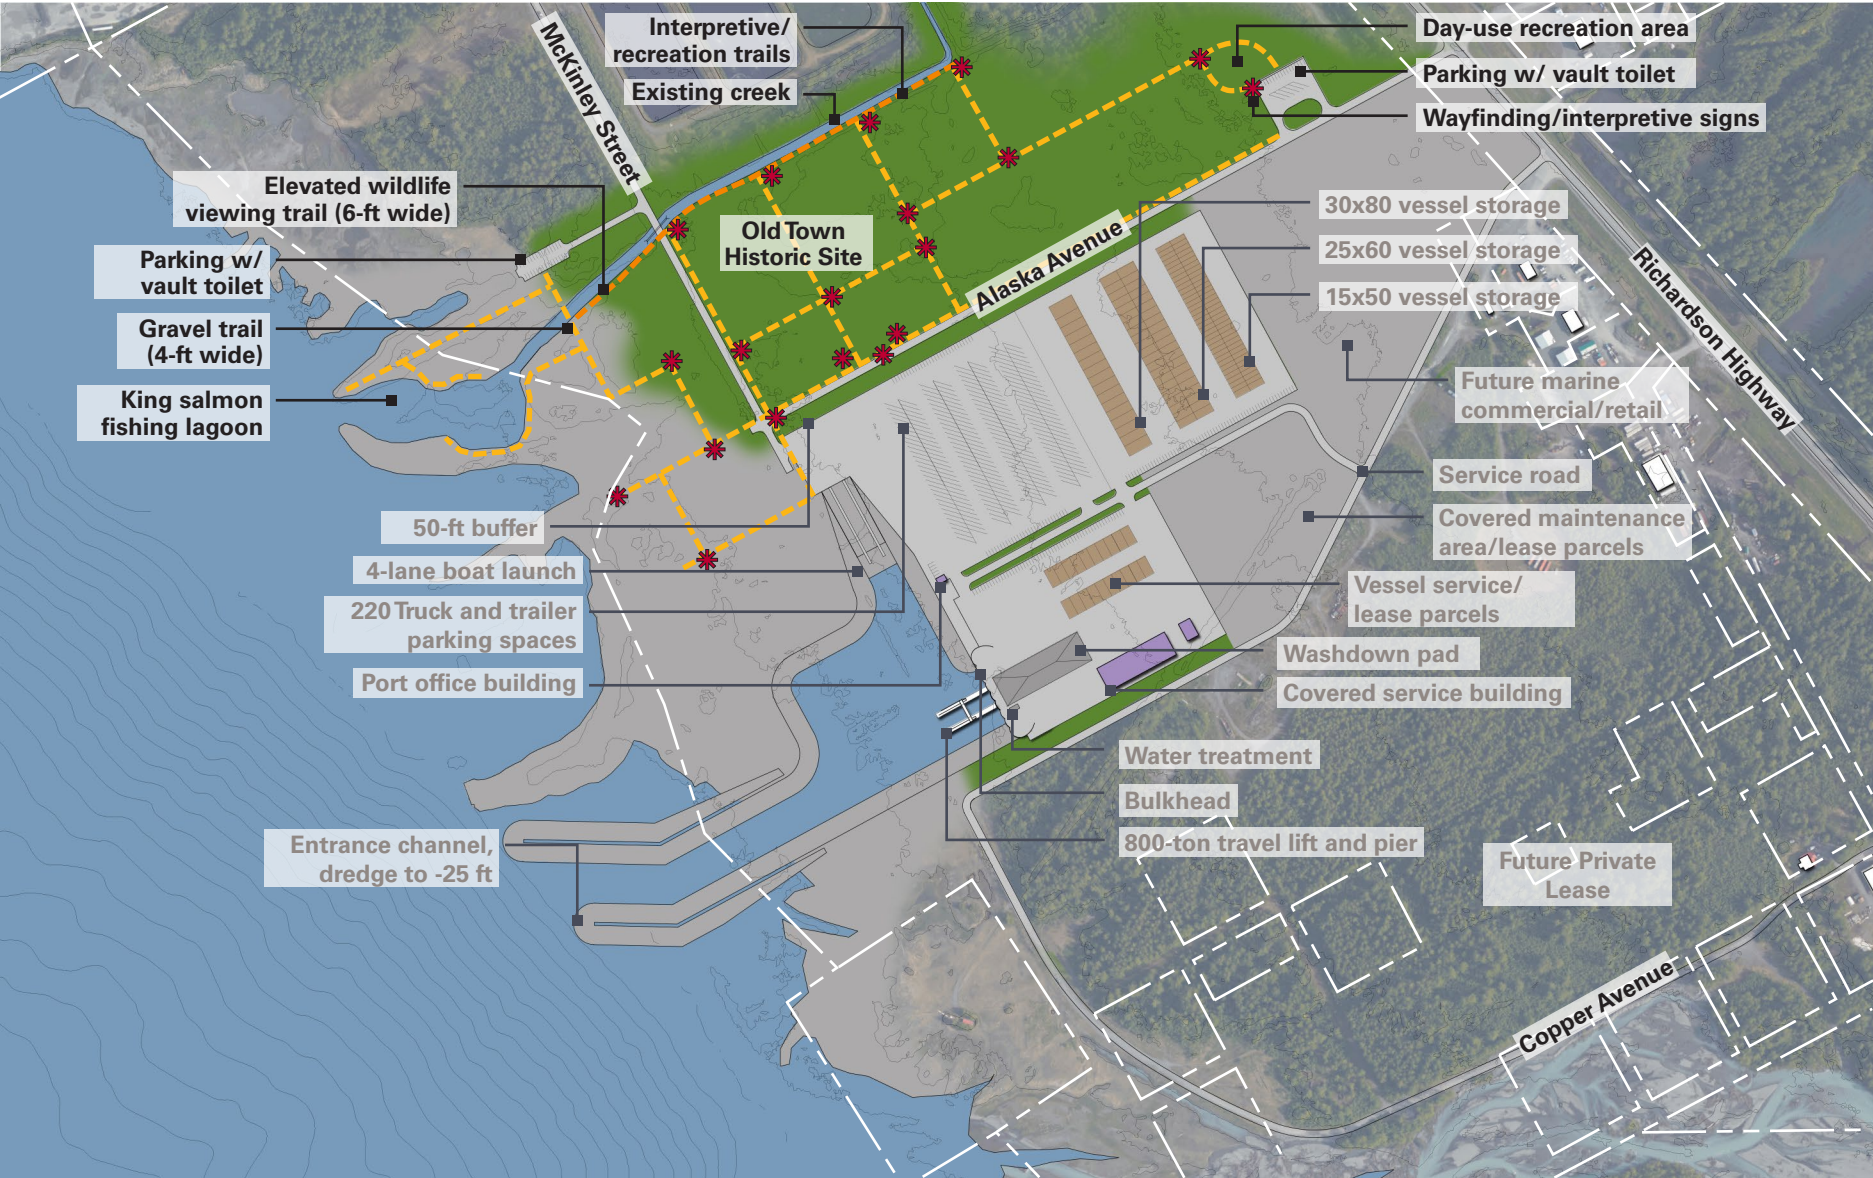 Interpretive/
recreation trails
Existing creek
McKinley Street
Elevated wildlife
viewing trail (6-ft wide)
Parking w/
vault toilet
Gravel trail
(4-ft wide)
King salmon
fishing lagoon
Old Town
Historic Site
Alaska Avenue
Day-use recreation area
Parking w/ vault toilet
Wayfinding/interpretive signs
30x80 vessel storage
25x60 vessel storage
15x50 vessel storage
Richardson Highway
Future marine
commercial/retail
Service road
Covered maintenance
area/lease parcels
50-ft buffer
4-lane boat launch
220 Truck and trailer
parking spaces
Port office building
Vessel service/
lease parcels
Washdown pad
Covered service building
Water treatment
Bulkhead
800-ton travel lift and pier
Entrance channel,
dredge to -25 ft
Future Private
Lease
Copper Avenue